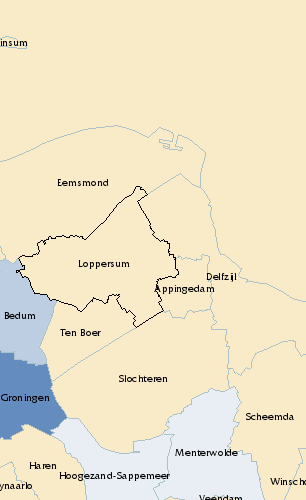 insum
Eemsmond
Loppersum
Delfzijl
Appingedam
Bedum
Ten Boer
Slochteren
Groningen
Scheemda
Menterwolde
Haren
Hoogezand-Sappemeer
ynaarlo
Winscho
Veendam